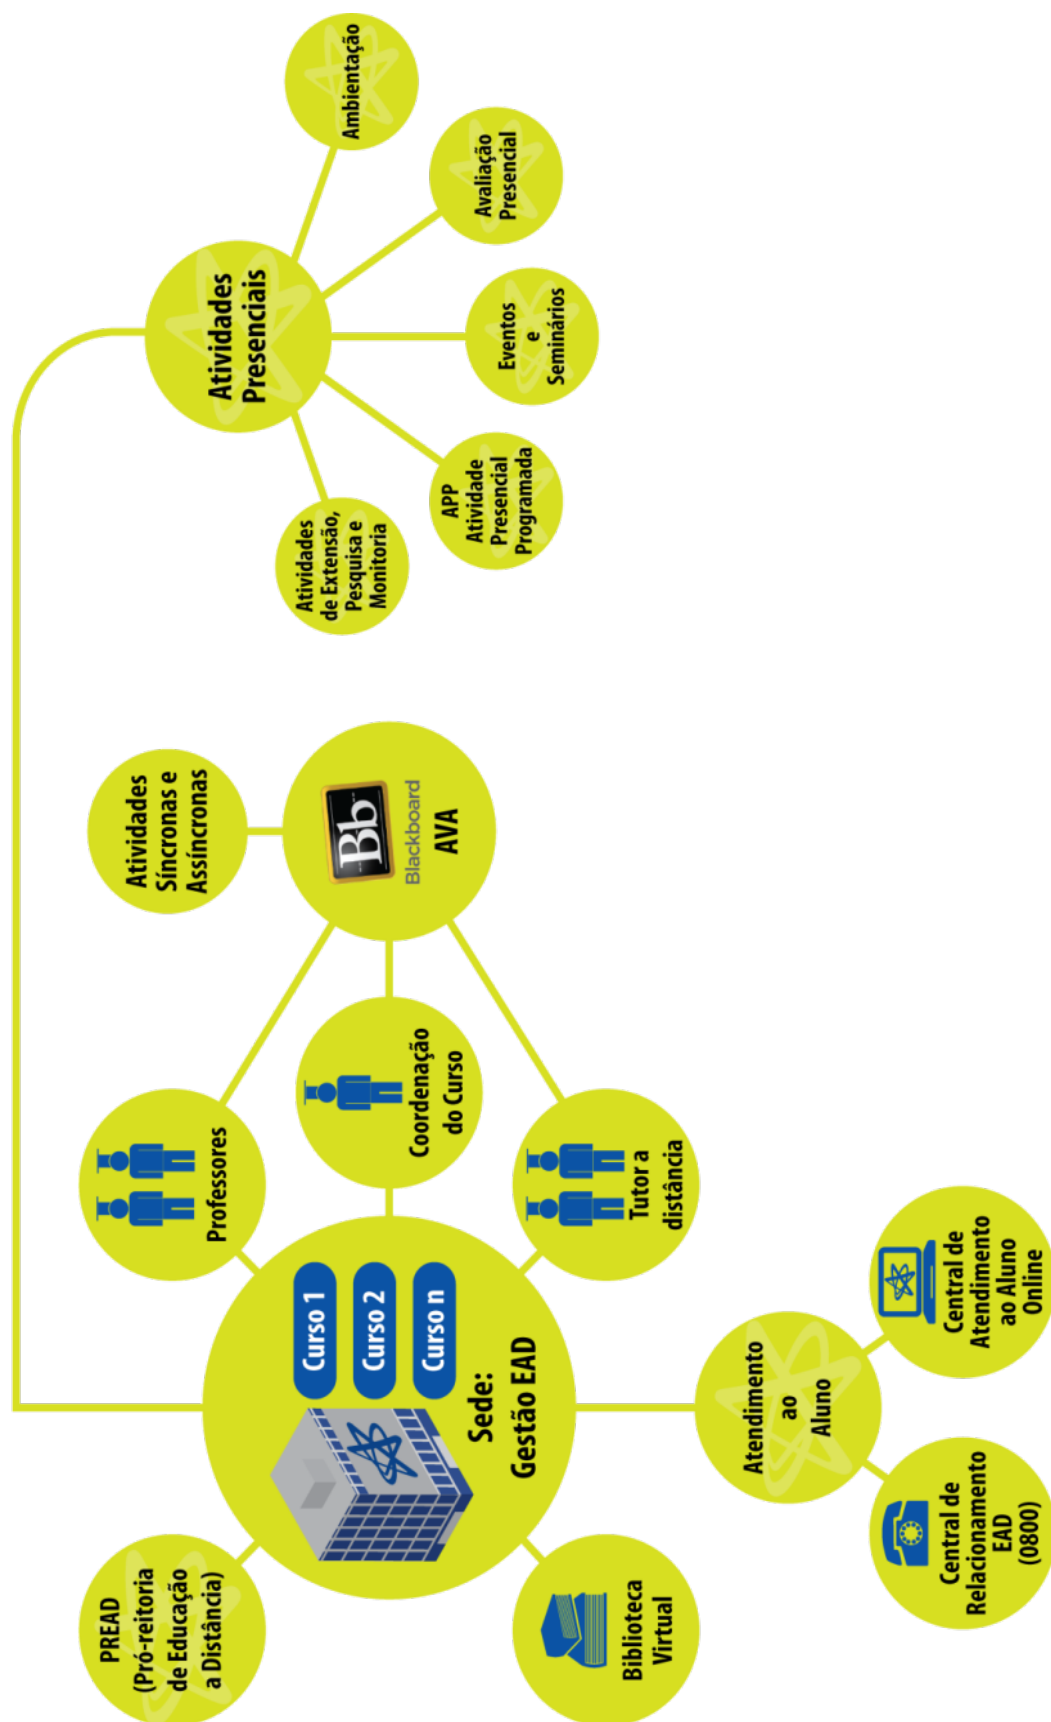 PREAD
(Pró-reitoria
de Educação
a Distância)
Professores
Atividades
Síncronas e
Assíncronas
Curso 1
Curso 2
Curso n
Sede:
Gestão EAD
Coordenação
do Curso
Bb
Blackboard
AVA
Biblioteca
Virtual
Tutor a
distância
Atendimento
ao
Aluno
Central de
Relacionamento
EAD
(0800)
Central de
Atendimento
ao Aluno
Online
Atividades
Presenciais
Atividades
de Extensão,
Pesquisa e
Monitoria
APP
Atividade
Presencial
Programada
Eventos
e
Seminários
Avaliação
Presencial
Ambientação